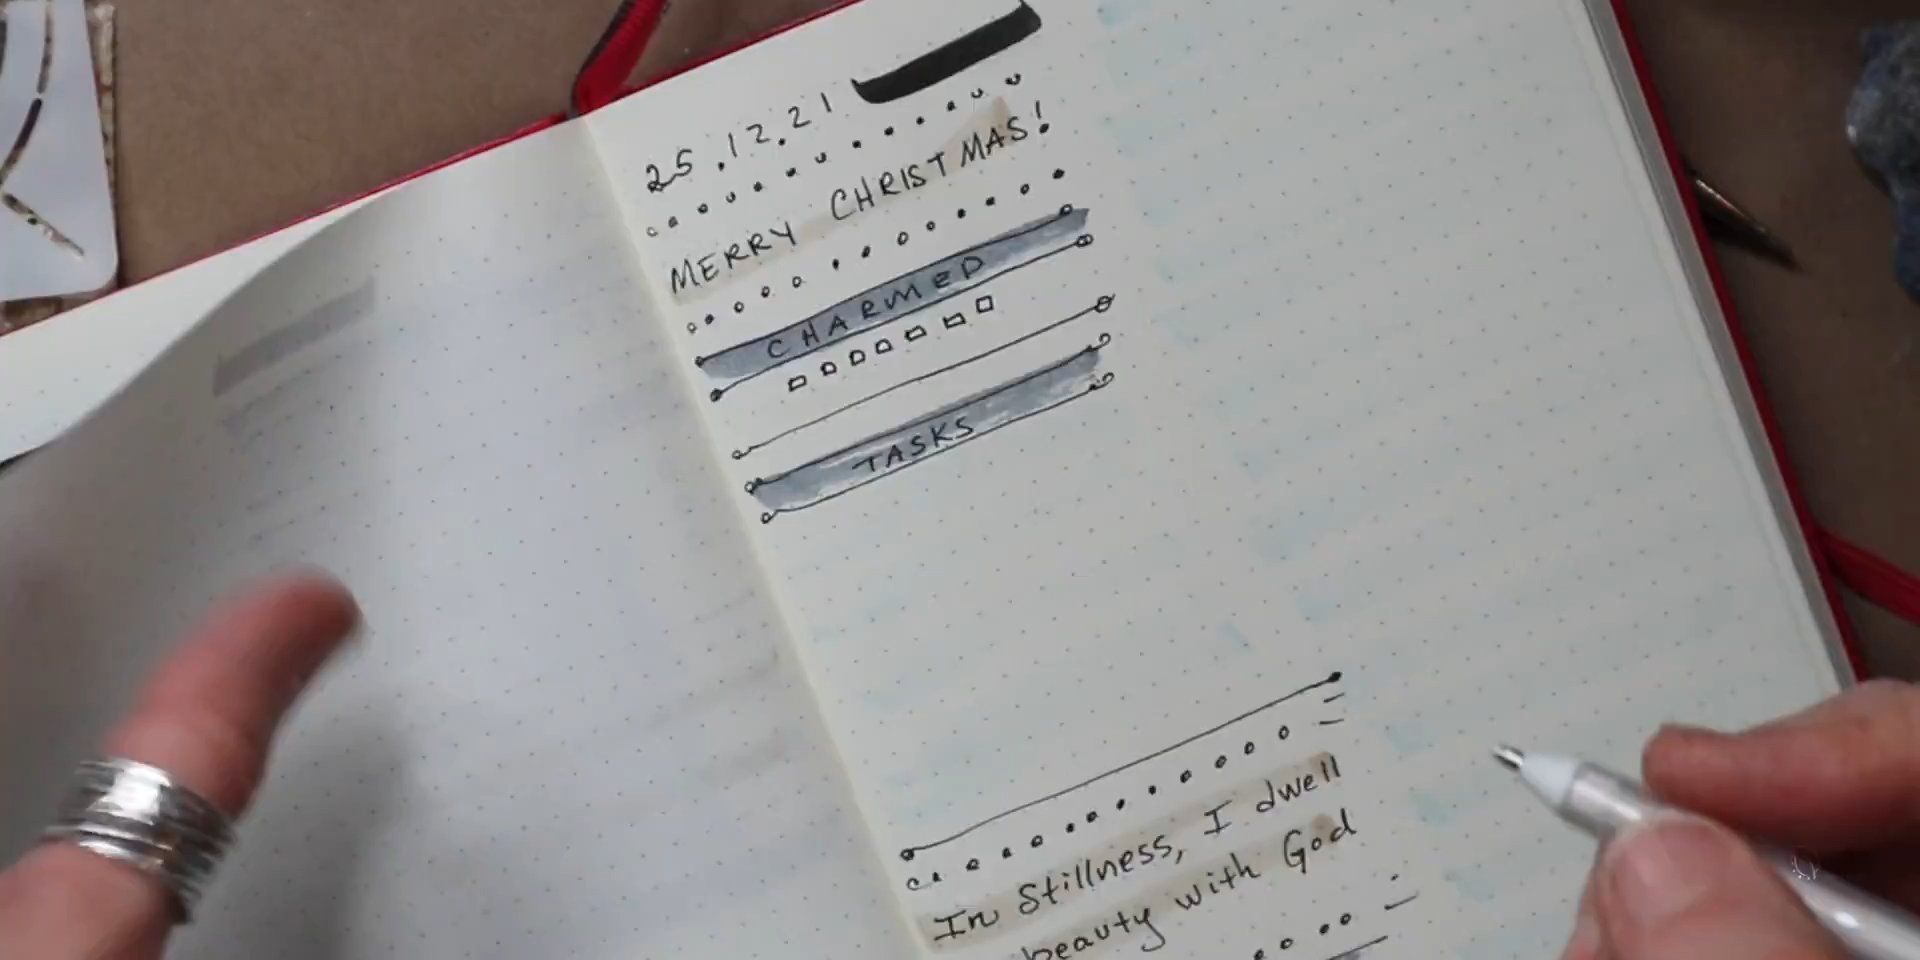 25.12.21
MERRY CHRISTMAS!
CHARMED
TASKS
In Stillness, I dwell
beauty with God